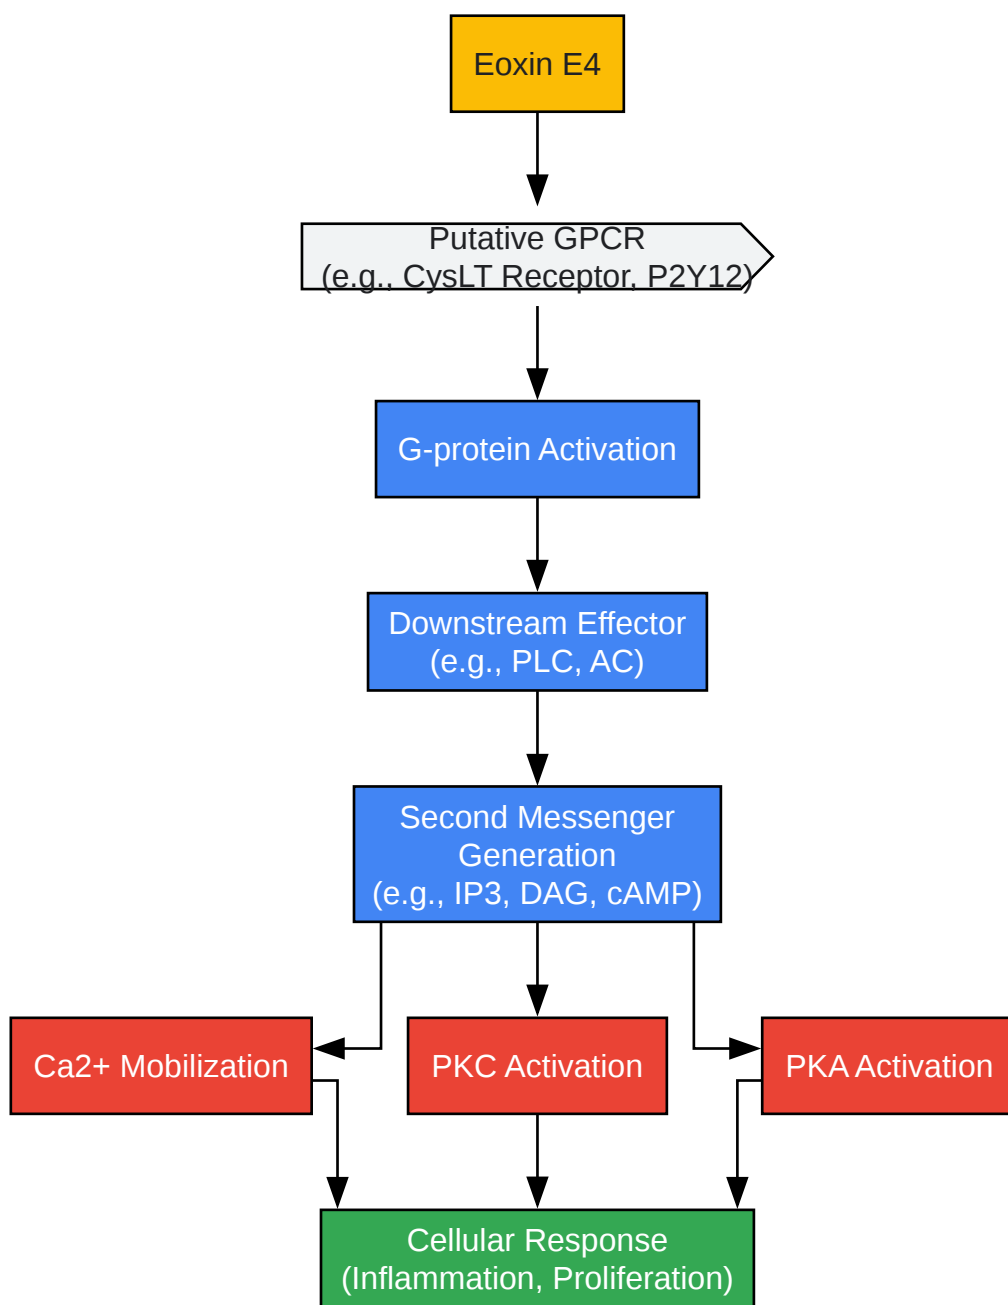 Eoxin E4
Putative GPCR
(e.g., CysLT Receptor, P2Y12)
G-protein Activation
Downstream Effector
(e.g., PLC, AC)
Second Messenger
Generation
(e.g., IP3, DAG, cAMP)
Ca2+ Mobilization
PKC Activation
PKA Activation
Cellular Response
(Inflammation, Proliferation)